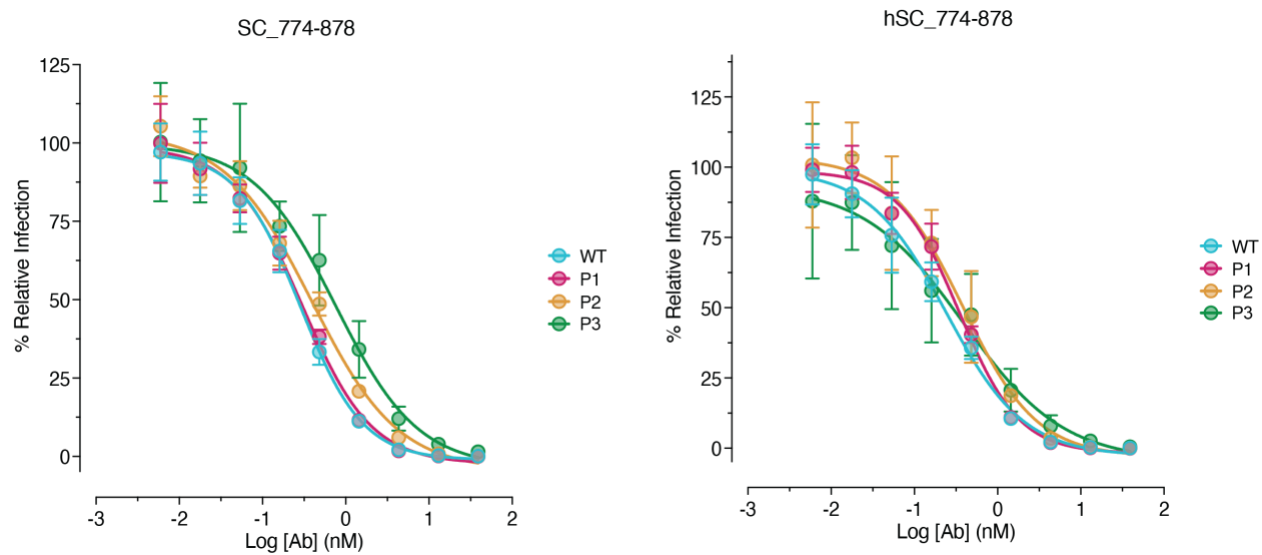 SC_774-878
% Relative Infection
125
100
75
50
25
0
-3 -2 -1 0 1 2
Log [Ab] (nM)
WT
P1
P2
P3
hSC_774-878
% Relative Infection
125
100
75
50
25
0
-3 -2 -1 0 1 2
Log [Ab] (nM)
WT
P1
P2
P3